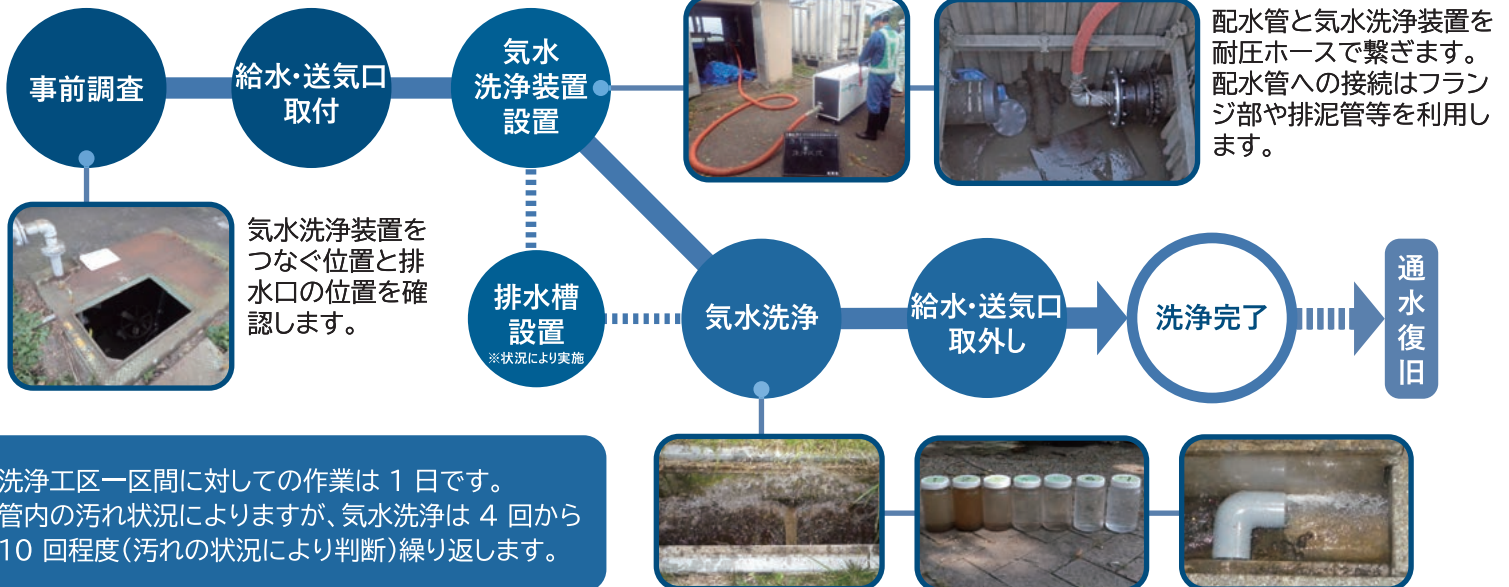 事前調査
給水・送気口
取付
気水
洗浄装置
設置
配水管と気水洗浄装置を
耐圧ホースで繋ぎます。
配水管への接続はフラン
ジ部や排泥管等を利用し
ます。
気水洗浄装置を
つなぐ位置と排
水口の位置を確
認します。
排水槽
設置
※状況により実施
気水洗浄
給水・送気口
取外し
洗浄完了
通水復旧
洗浄工区一区間に対しての作業は 1 日です。
管内の汚れ状況によりますが、気水洗浄は 4 回から
10 回程度(汚れの状況により判断)繰り返します。